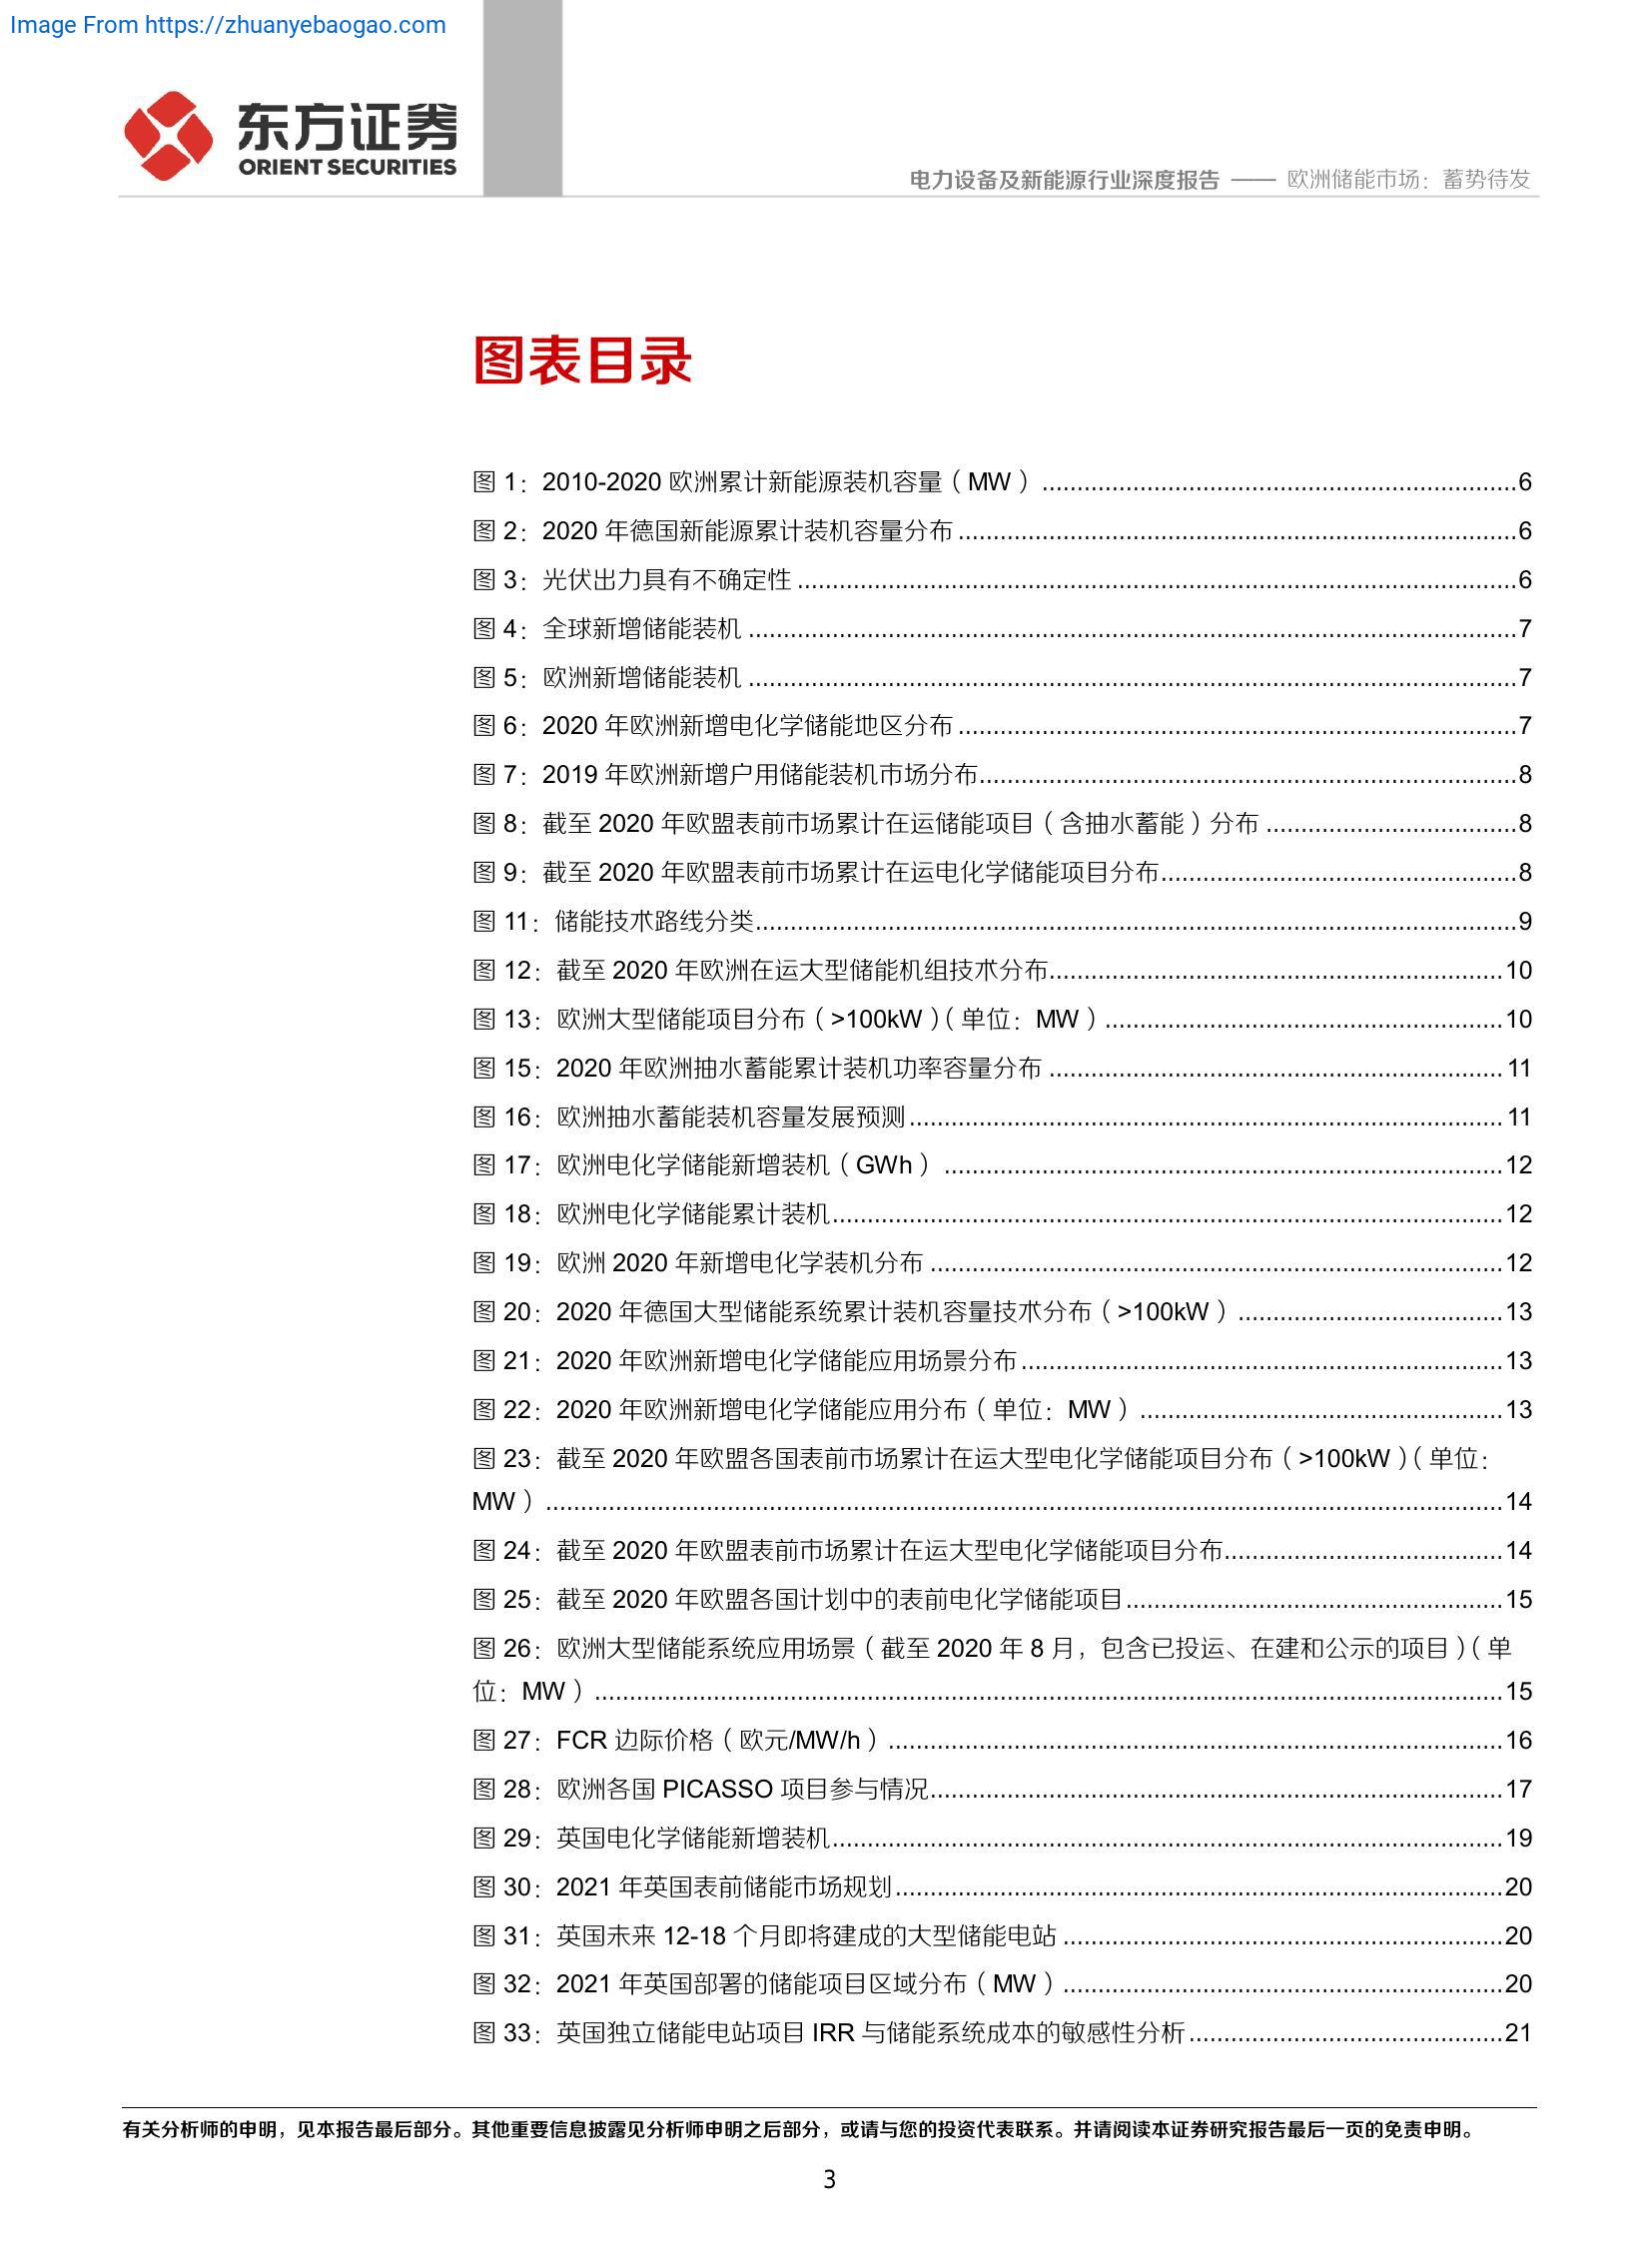 Image From https://zhuanyebaogao.com
东方证券
ORIENT SECURITIES
电力设备及新能源行业深度报告 —— 欧洲储能市场：蓄势待发
图表目录
图 1：2010-2020 欧洲累计新能源装机容量（MW）......6
图 2：2020 年德国新能源累计装机容量分布......6
图 3：光伏出力具有不确定性......6
图 4：全球新增储能装机......7
图 5：欧洲新增储能装机......7
图 6：2020 年欧洲新增电化学储能地区分布......7
图 7：2019 年欧洲新增户用储能装机市场分布......8
图 8：截至 2020 年欧盟表前市场累计在运储能项目（含抽水蓄能）分布......8
图 9：截至 2020 年欧盟表前市场累计在运电化学储能项目分布......8
图 11：储能技术路线分类......9
图 12：截至 2020 年欧洲在运大型储能机组技术分布......10
图 13：欧洲大型储能项目分布（>100kW）（单位：MW）......10
图 15：2020 年欧洲抽水蓄能累计装机功率容量分布......11
图 16：欧洲抽水蓄能装机容量发展预测......11
图 17：欧洲电化学储能新增装机（GWh）......12
图 18：欧洲电化学储能累计装机......12
图 19：欧洲 2020 年新增电化学装机分布......12
图 20：2020 年德国大型储能系统累计装机容量技术分布（>100kW）......13
图 21：2020 年欧洲新增电化学储能应用场景分布......13
图 22：2020 年欧洲新增电化学储能应用分布（单位：MW）......13
图 23：截至 2020 年欧盟各国表前市场累计在运大型电化学储能项目分布（>100kW）（单位：
MW）......14
图 24：截至 2020 年欧盟表前市场累计在运大型电化学储能项目分布......14
图 25：截至 2020 年欧盟各国计划中的表前电化学储能项目......15
图 26：欧洲大型储能系统应用场景（截至 2020 年 8 月，包含已投运、在建和公示的项目）（单
位：MW）......15
图 27：FCR 边际价格（欧元/MW/h）......16
图 28：欧洲各国 PICASSO 项目参与情况......17
图 29：英国电化学储能新增装机......19
图 30：2021 年英国表前储能市场规划......20
图 31：英国未来 12-18 个月即将建成的大型储能电站......20
图 32：2021 年英国部署的储能项目区域分布（MW）......20
图 33：英国独立储能电站项目 IRR 与储能系统成本的敏感性分析......21
有关分析师的申明，见本报告最后部分。其他重要信息披露见分析师申明之后部分，或请与您的投资代表联系。并请阅读本证券研究报告最后一页的免责申明。
3